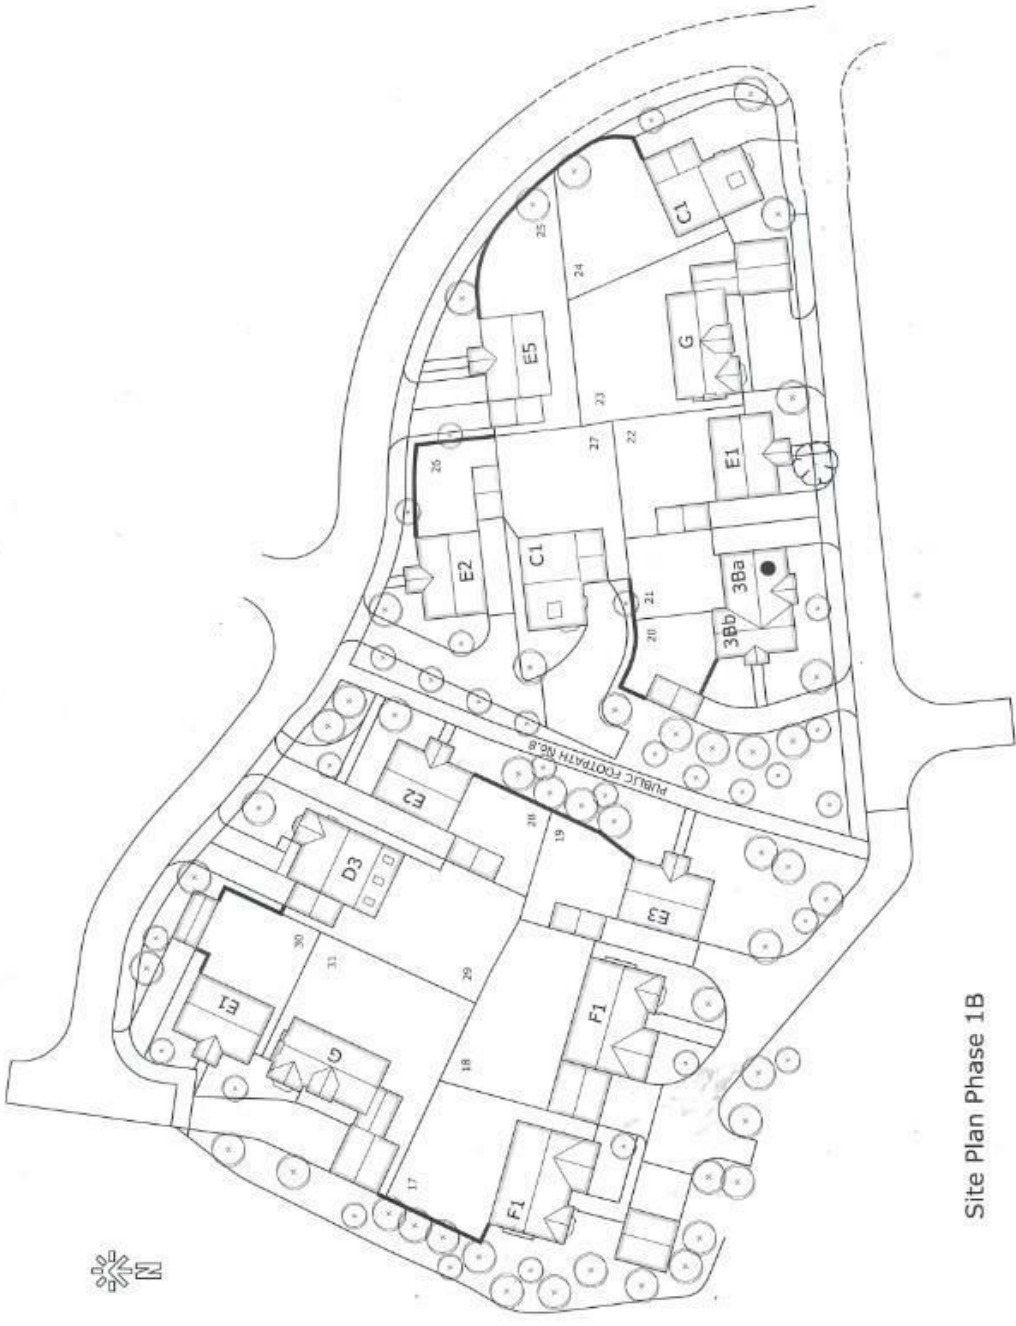 25
24
C1
E5
G
23
27
22
26
E1
E2
C1
21
3Ba
20
3Bb
PUBLIC FOOTPATH No.8
E2
28
19
D3
E3
30
31
29
E1
F1
G
18
17
F1
N
Site Plan Phase 1B